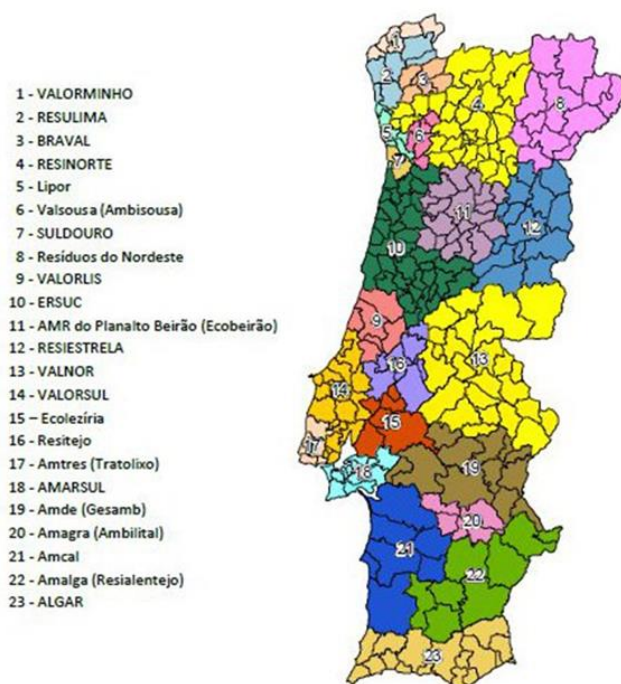 1 - VALORMINHO
2 - RESULIMA
3 - BRAVAL
4 - RESINORTE
5 - Lipor
6 - Valsousa (Ambisousa)
7 - SULDOURO
8 - Resíduos do Nordeste
9 - VALORLIS
10 - ERSUC
11 - AMR do Planalto Beirão (Ecobeirão)
12 - RESIESTRELA
13 - VALNOR
14 - VALORSUL
15 – Ecolezíria
16 - Resitejo
17 - Amtres (Tratolixo)
18 - AMARSUL
19 - Amde (Gesamb)
20 - Amagra (Ambilital)
21 - Amcal
22 - Amalga (Resialentejo)
23 - ALGAR
1
2
3
4
8
5
6
7
11
12
10
9
16
13
14
15
17
18
19
20
21
22
23